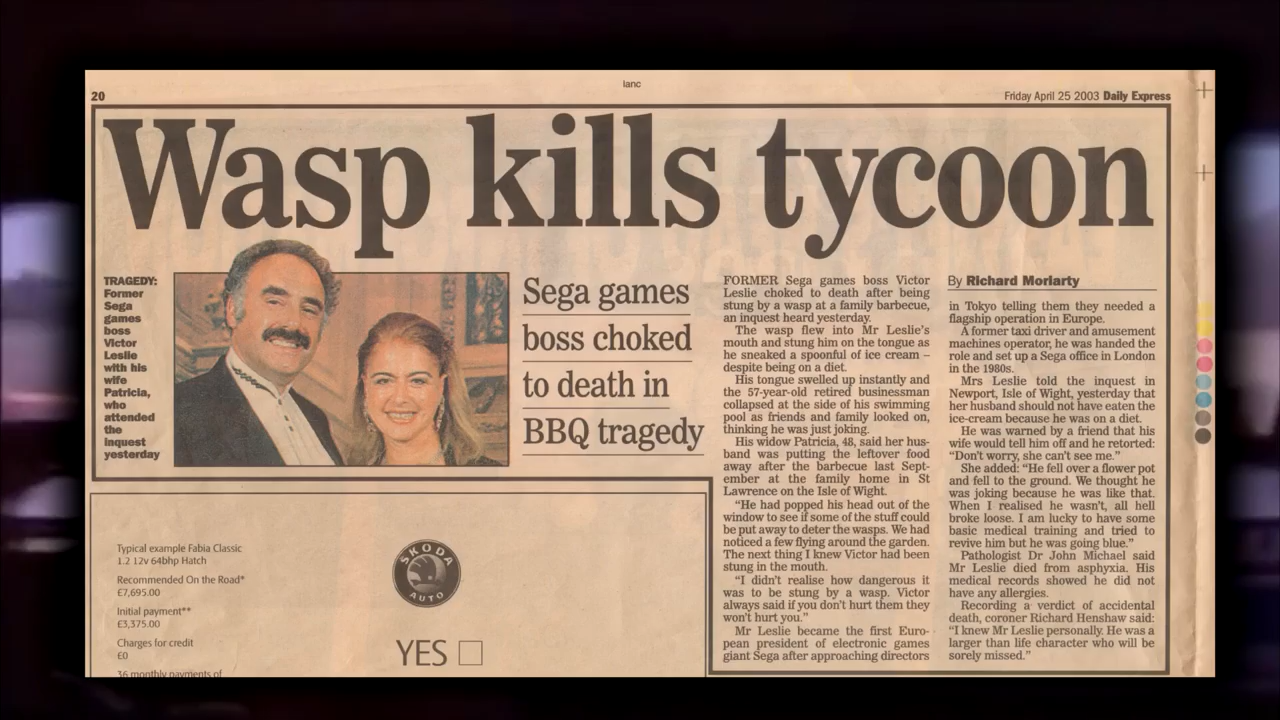 lanc
20
Friday April 25 2003 Daily Express
Wasp kills tycoon
TRAGEDY:
Former
Sega
games
boss
Victor
Leslie
with his
wife
Patricia,
who
attended
the
inquest
yesterday
Sega games
boss choked
to death in
BBQ tragedy
FORMER Sega games boss Victor
Leslie choked to death after being
stung by a wasp at a family barbecue,
an inquest heard yesterday.
The wasp flew into Mr Leslie's
mouth and stung him on the tongue as
he sneaked a spoonful of ice cream –
despite being on a diet.
His tongue swelled up instantly and
the 57-year-old retired businessman
collapsed at the side of his swimming
pool as friends and family looked on,
thinking he was just joking.
His widow Patricia, 48, said her hus-
band was putting the leftover food
away after the barbecue last Sept-
ember at the family home in St
Lawrence on the Isle of Wight.
"He had popped his head out of the
window to see if some of the stuff could
be put away to deter the wasps. We had
noticed a few flying around the garden.
The next thing I knew Victor had been
stung in the mouth.
"I didn't realise how dangerous it
was to be stung by a wasp. Victor
always said if you don't hurt them they
won't hurt you."
Mr Leslie became the first Euro-
pean president of electronic games
giant Sega after approaching directors
By Richard Moriarty
in Tokyo telling them they needed a
flagship operation in Europe.
A former taxi driver and amusement
machines operator, he was handed the
role and set up a Sega office in London
in the 1980s.
Mrs Leslie told the inquest in
Newport, Isle of Wight, yesterday that
her husband should not have eaten the
ice-cream because he was on a diet.
He was warned by a friend that his
wife would tell him off and he retorted:
"Don't worry, she can't see me."
She added: "He fell over a flower pot
and fell to the ground. We thought he
was joking because he was like that.
When I realised he wasn't, all hell
broke loose. I am lucky to have some
basic medical training and tried to
revive him but he was going blue."
Pathologist Dr John Michael said
Mr Leslie died from asphyxia. His
medical records showed he did not
have any allergies.
Recording a verdict of accidental
death, coroner Richard Henshaw said:
"I knew Mr Leslie personally. He was a
larger than life character who will be
sorely missed."
Typical example Fabia Classic
1.2 12v 64bhp Hatch
Recommended On the Road*
£7,695.00
Initial payment**
£3,375.00
Charges for credit
£0
36 monthly payments of
SKODA
AUTO
YES